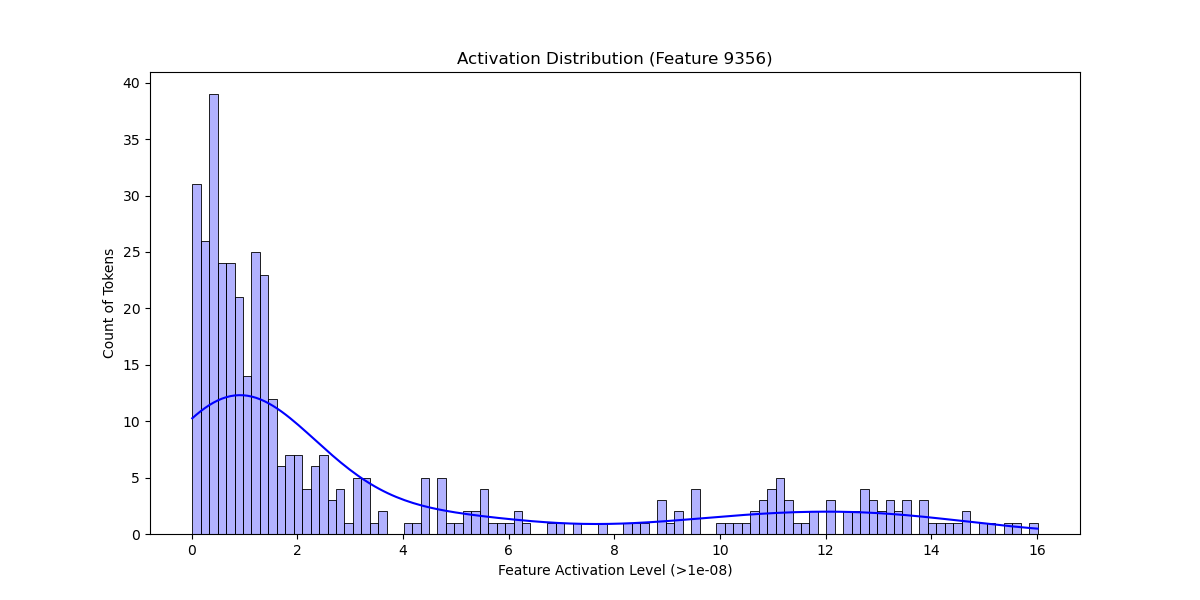 Activation Distribution (Feature 9356)
40
35
30
25
20
15
10
5
0
Count of Tokens
0 2 4 6 8 10 12 14 16
Feature Activation Level (>1e-08)